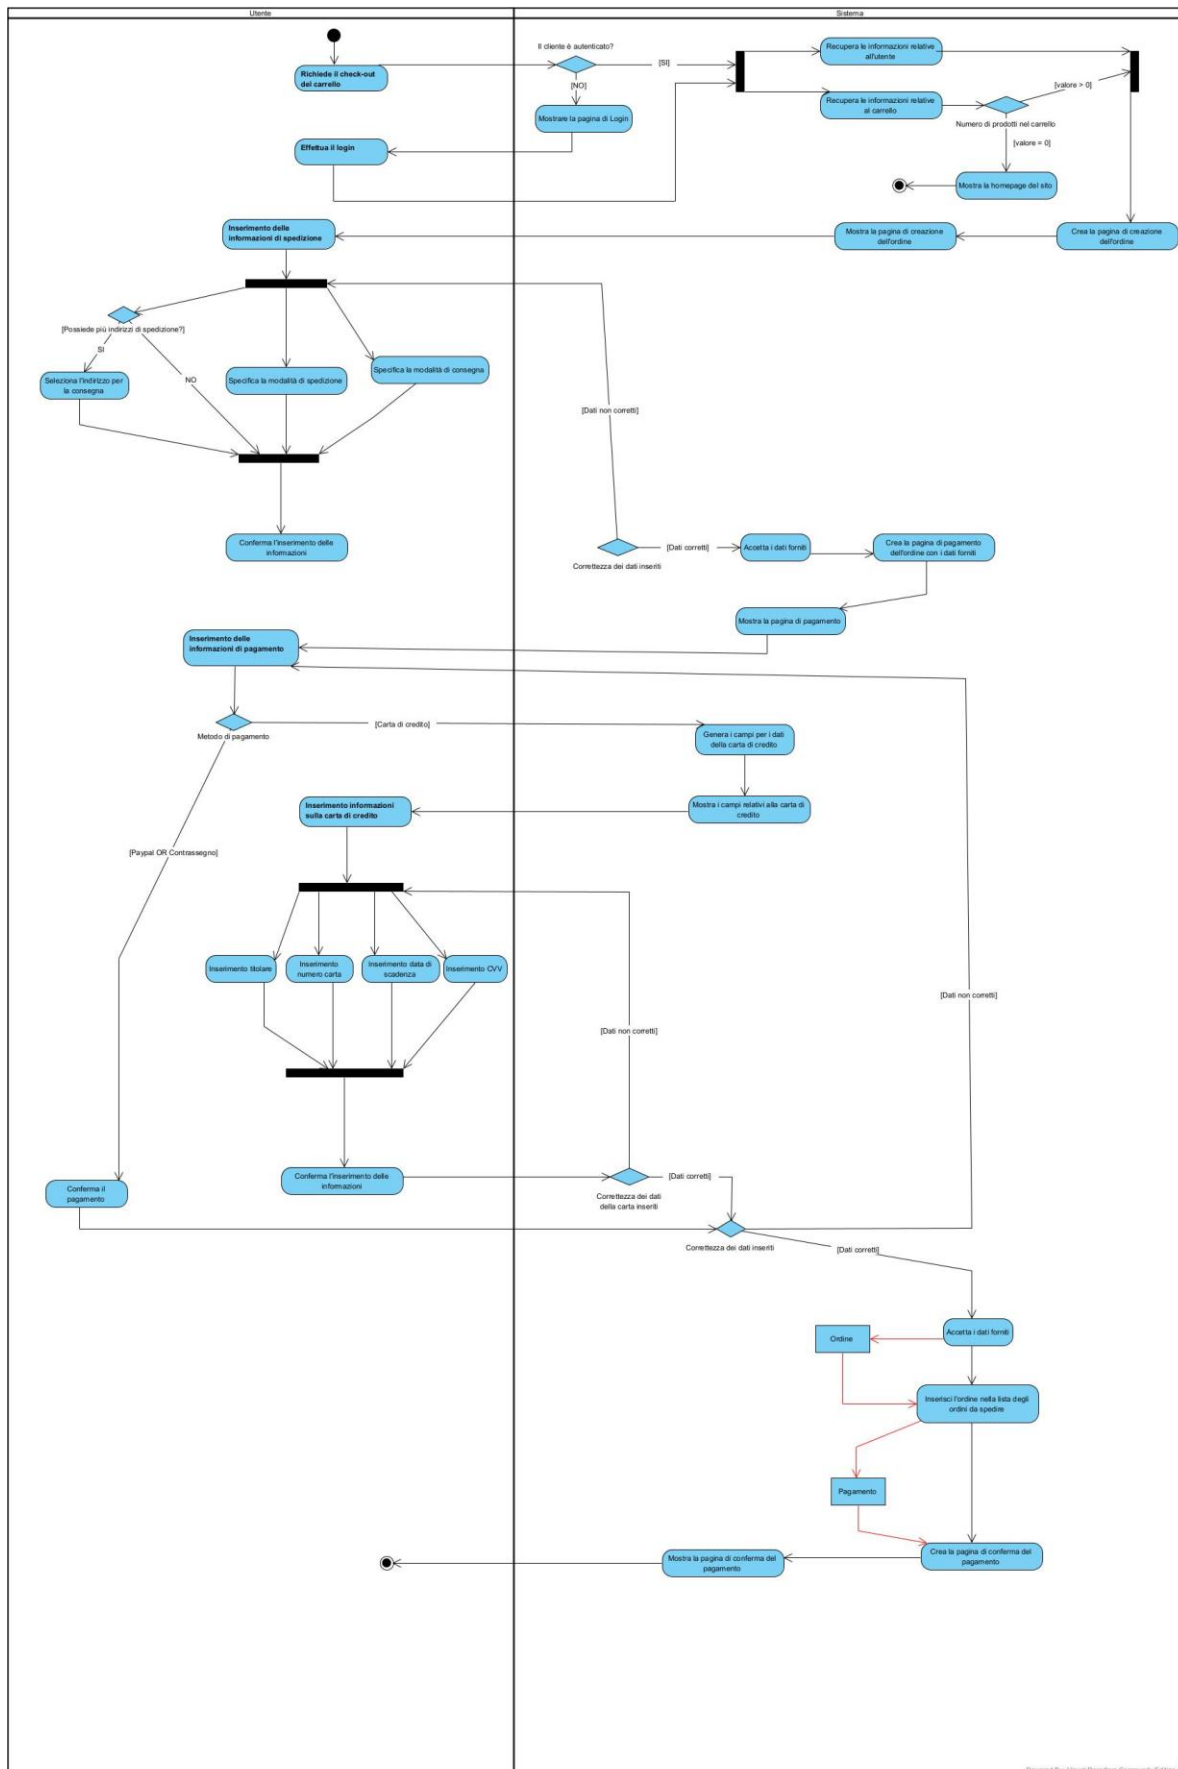 Utente
Sistema
Il cliente è autenticato?
[SI]
Recupera le informazioni relative
all'utente
Richiede il check-out
del carrello
[NO]
[valore > 0]
Recupera le informazioni relative
al carrello
Mostrare la pagina di Login
Numero di prodotti nel carrello
Effettua il login
[valore = 0]
Mostra la homepage del sito
Inserimento delle
informazioni di spedizione
Mostra la pagina di creazione
dell'ordine
Crea la pagina di creazione
dell'ordine
[Possiede più indirizzi di spedizione?]
SI
NO
Seleziona l'indirizzo per
la consegna
Specifica la modalità di spedizione
Specifica la modalità di consegna
[Dati non corretti]
Conferma l'inserimento delle
informazioni
Correttezza dei dati inseriti
[Dati corretti]
Accetta i dati forniti
Crea la pagina di pagamento
dell'ordine con i dati forniti
Mostra la pagina di pagamento
Inserimento delle
informazioni di pagamento
Metodo di pagamento
[Carta di credito]
Genera i campi per i dati
della carta di credito
Inserimento informazioni
sulla carta di credito
Mostra i campi relativi alla carta di
credito
[Paypal OR Contrassegno]
Inserimento titolare
Inserimento
numero carta
Inserimento data di
scadenza
Inserimento CVV
[Dati non corretti]
[Dati non corretti]
Conferma il
pagamento
Conferma l'inserimento delle
informazioni
[Dati corretti]
Correttezza dei dati
della carta inseriti
Correttezza dei dati inseriti
[Dati corretti]
Ordine
Accetta i dati forniti
Inserisci l'ordine nella lista degli
ordini da spedire
Pagamento
Mostra la pagina di conferma del
pagamento
Crea la pagina di conferma del
pagamento